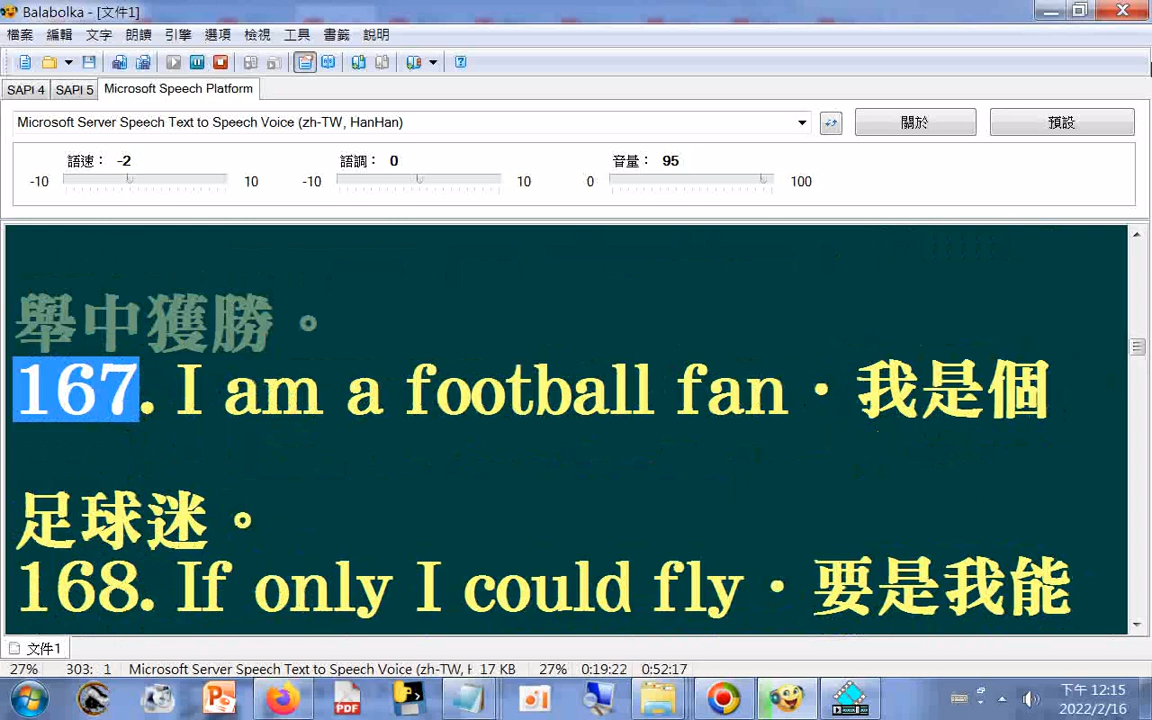 Balabolka - [文件1]
檔案 編輯 文字 朗讀 引擎 選項 檢視 工具 書籤 說明
SAPI 4 SAPI 5 Microsoft Speech Platform
Microsoft Server Speech Text to Speech Voice (zh-TW, HanHan) 關於 預設
語速： -2 語調： 0 音量： 95
-10 10 -10 10 0 100
舉中獲勝。
167. I am a football fan · 我是個
足球迷。
168. If only I could fly · 要是我能
文件1
27% 303: 1 Microsoft Server Speech Text to Speech Voice (zh-TW, 17 KB 27% 0:19:22 0:52:17
下午 12:15
2022/2/16